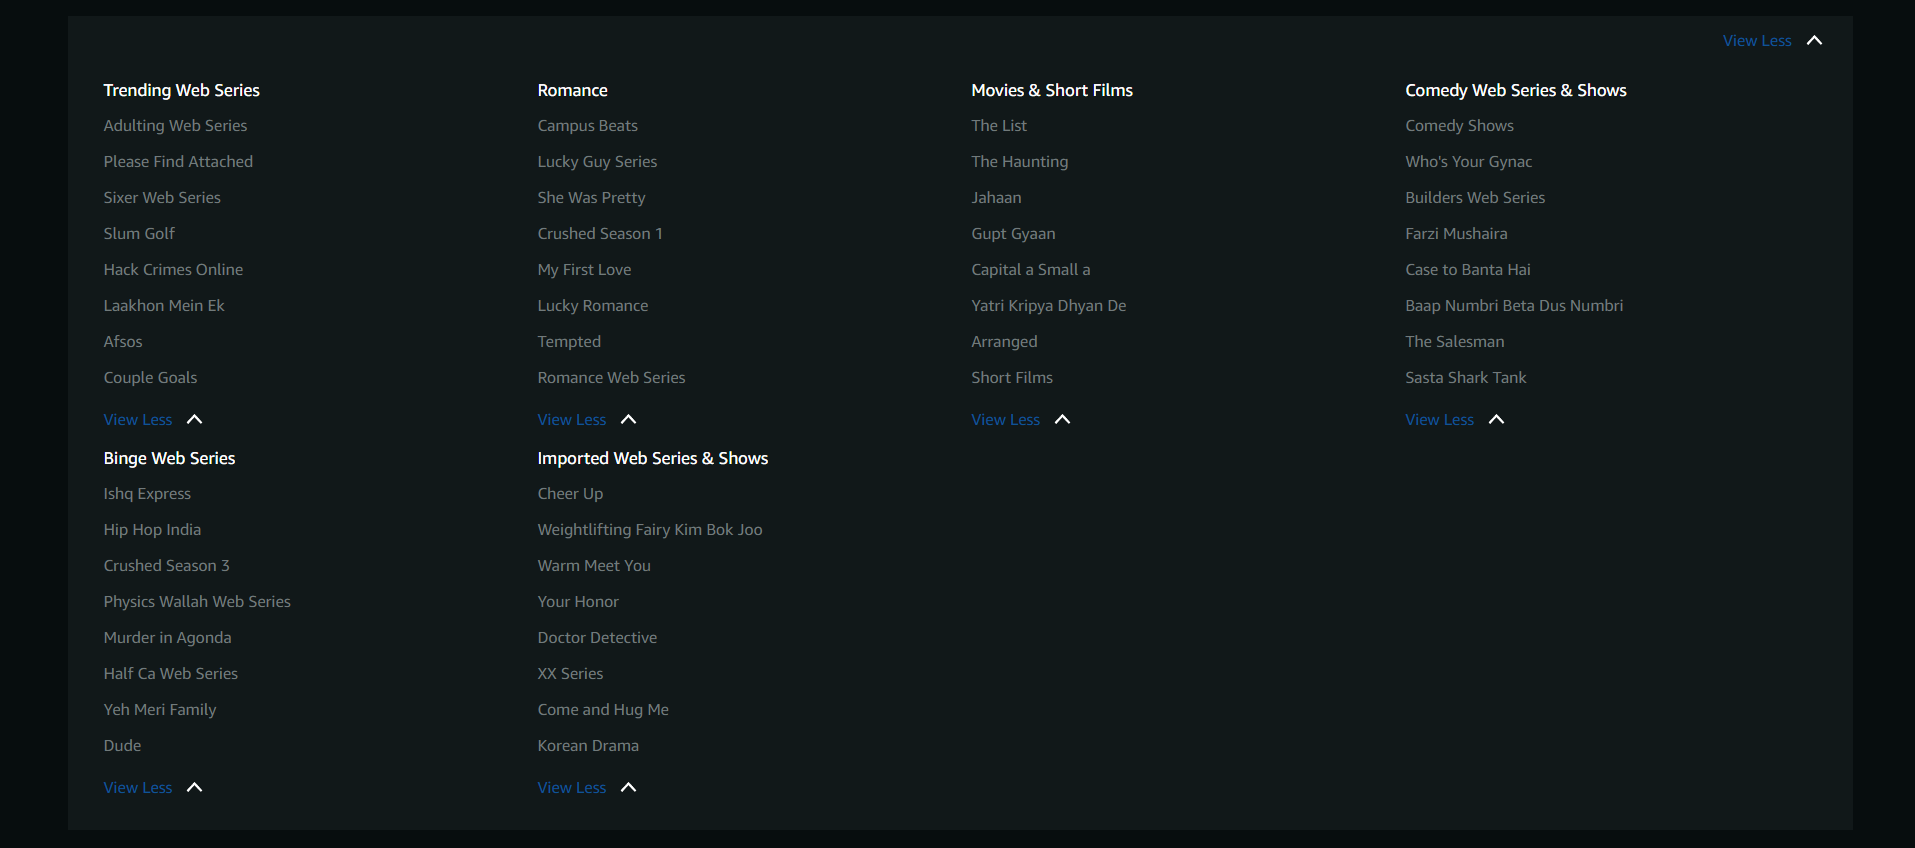 View Less
Trending Web Series
Adulting Web Series
Please Find Attached
Sixer Web Series
Slum Golf
Hack Crimes Online
Laakhon Mein Ek
Afsos
Couple Goals
View Less
Romance
Campus Beats
Lucky Guy Series
She Was Pretty
Crushed Season 1
My First Love
Lucky Romance
Tempted
Romance Web Series
View Less
Movies & Short Films
The List
The Haunting
Jahaan
Gupt Gyaan
Capital a Small a
Yatri Kripya Dhyan De
Arranged
Short Films
View Less
Comedy Web Series & Shows
Comedy Shows
Who's Your Gynac
Builders Web Series
Farzi Mushaira
Case to Banta Hai
Baap Numbri Beta Dus Numbri
The Salesman
Sasta Shark Tank
View Less
Binge Web Series
Ishq Express
Hip Hop India
Crushed Season 3
Physics Wallah Web Series
Murder in Agonda
Half Ca Web Series
Yeh Meri Family
Dude
View Less
Imported Web Series & Shows
Cheer Up
Weightlifting Fairy Kim Bok Joo
Warm Meet You
Your Honor
Doctor Detective
XX Series
Come and Hug Me
Korean Drama
View Less